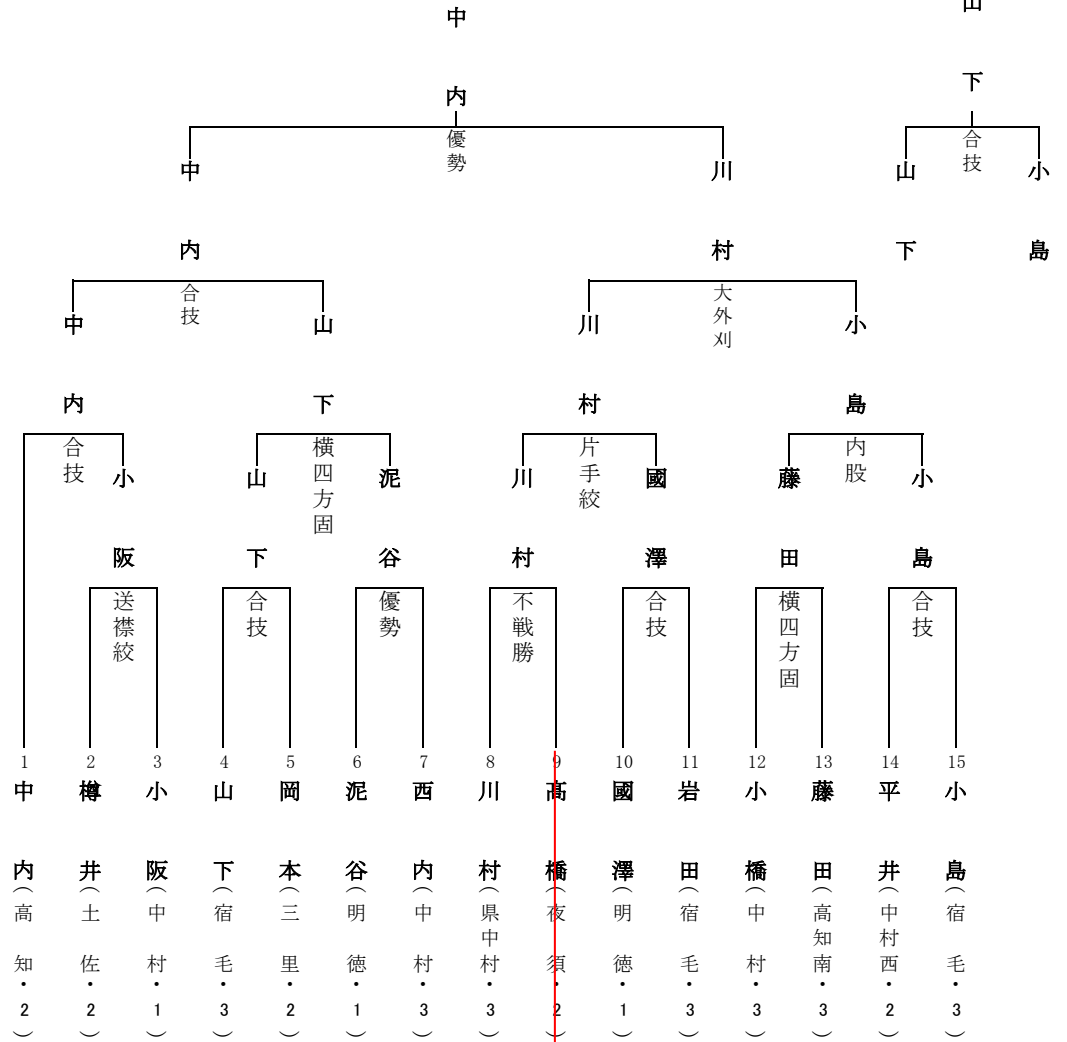 中内
山下
優勢
合技
中内
川村
山下
小島
合技
大外刈
中内
山下
川村
小島
合技
横四方固
片手絞
内股
小阪
山下
泥谷
川村
國澤
藤田
小島
送襟絞
合技
優勢
不戦勝
合技
横四方固
合技
1 中内（高知・2）
2 樽井（土佐・2）
3 小阪（中村・1）
4 山下（宿毛・3）
5 岡本（三里・2）
6 泥谷（明徳・1）
7 西内（中村・3）
8 川村（県中村・3）
9 高橋（夜須・2）
10 國澤（明徳・1）
11 岩田（宿毛・3）
12 小橋（中村・3）
13 藤田（高知南・3）
14 平井（中村西・2）
15 小島（宿毛・3）